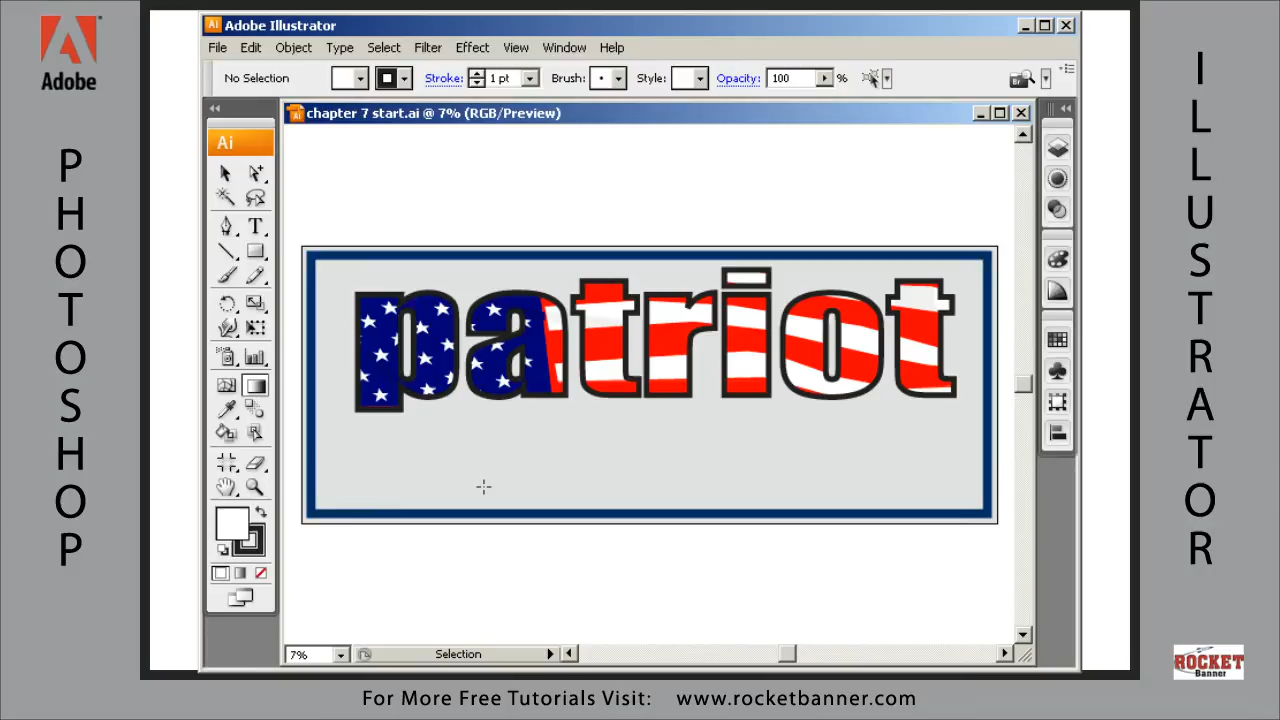 Adobe
PHOTOSHOP
Adobe Illustrator
File Edit Object Type Select Filter Effect View Window Help
No Selection Stroke: 1 pt Brush: Style: Opacity: 100 %
chapter 7 start.ai @ 7% (RGB/Preview)
Ai
patriot
7% Selection
ILLUSTRATOR
ROCKET
Banner
For More Free Tutorials Visit: www.rocketbanner.com